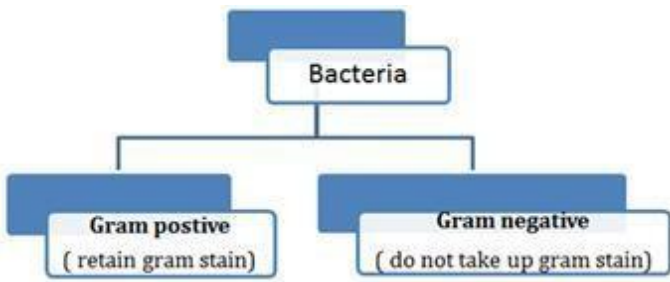 Bacteria
Gram postive
( retain gram stain)
Gram negative
( do not take up gram stain)